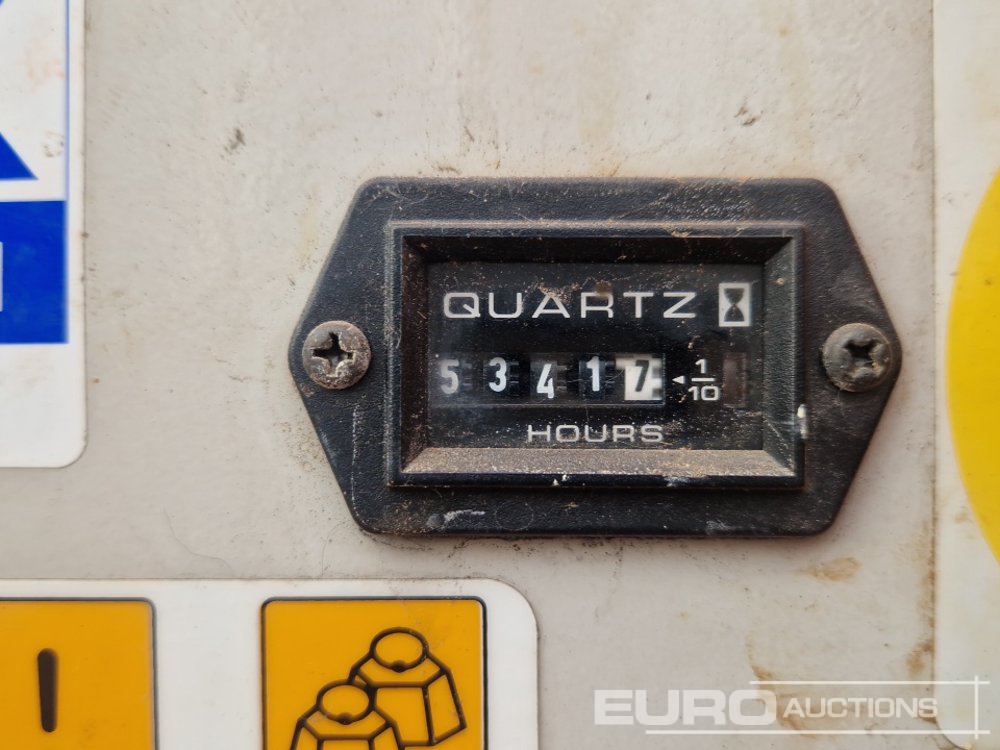 QUARTZ
5 3 4 1 7 ◄ 1/10
HOURS
!
EURO AUCTIONS